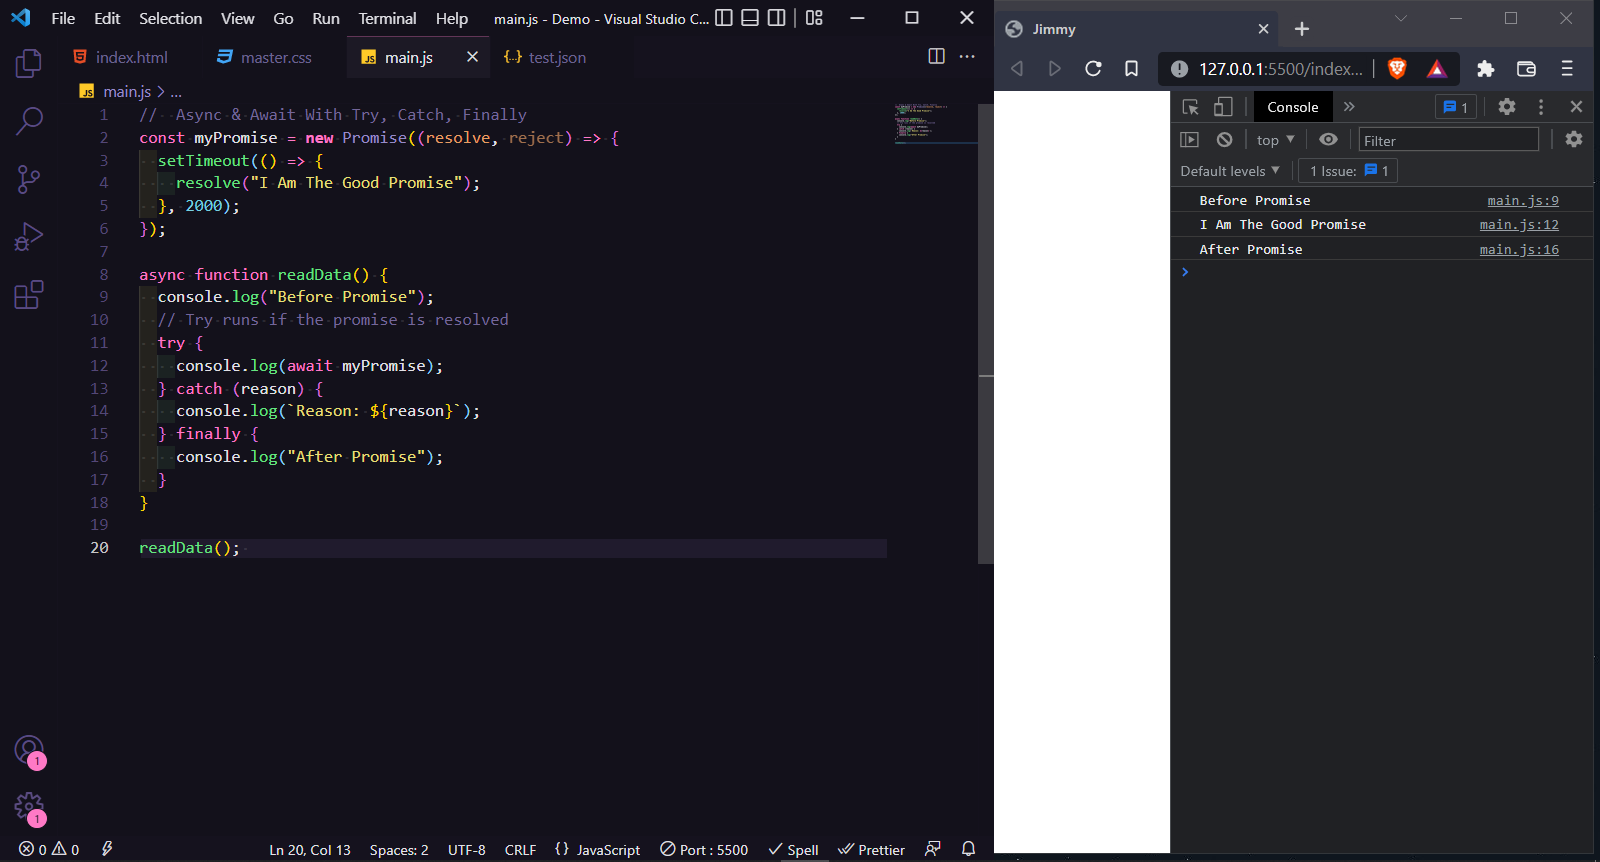 File Edit Selection View Go Run Terminal Help main.js - Demo - Visual Studio C...
index.html master.css JS main.js {..} test.json
JS main.js > ...
1 // Async & Await With Try, Catch, Finally
2 const myPromise = new Promise((resolve, reject) => {
3 setTimeout(() => {
4 resolve("I Am The Good Promise");
5 }, 2000);
6 });
7
8 async function readData() {
9 console.log("Before Promise");
10 // Try runs if the promise is resolved
11 try {
12 console.log(await myPromise);
13 } catch (reason) {
14 console.log(`Reason: ${reason}`);
15 } finally {
16 console.log("After Promise");
17 }
18 }
19
20 readData();
1
1
0 0 Ln 20, Col 13 Spaces: 2 UTF-8 CRLF {} JavaScript Port : 5500 Spell Prettier
Jimmy
127.0.0.1:5500/index...
Console 1
top Filter
Default levels 1 Issue: 1
Before Promise main.js:9
I Am The Good Promise main.js:12
After Promise main.js:16